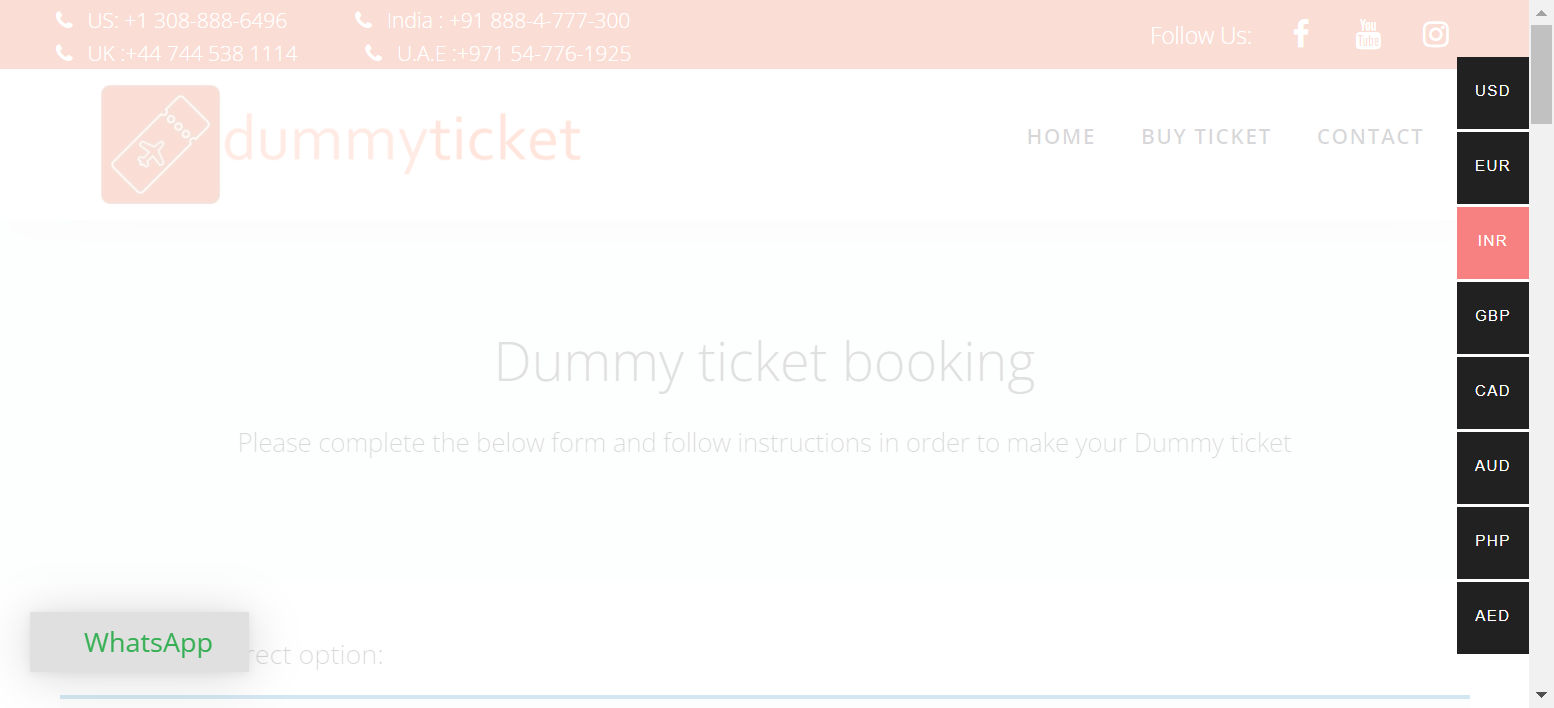 US: +1 308-888-6496
India : +91 888-4-777-300
UK :+44 744 538 1114
U.A.E :+971 54-776-1925
Follow Us:
You
Tube
dummyticket
HOME
BUY TICKET
CONTACT
USD
EUR
INR
GBP
CAD
AUD
PHP
AED
Dummy ticket booking
Please complete the below form and follow instructions in order to make your Dummy ticket
WhatsApp
option: